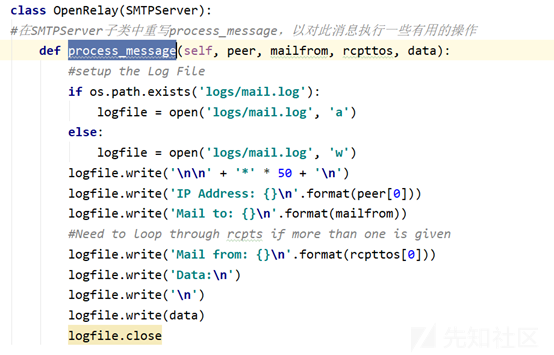 class OpenRelay(SMTPServer):
#在SMTPServer子类中重写process_message，以对此消息执行一些有用的操作
    def process_message(self, peer, mailfrom, rcpttos, data):
        #setup the Log File
        if os.path.exists('logs/mail.log'):
            logfile = open('logs/mail.log', 'a')
        else:
            logfile = open('logs/mail.log', 'w')
        logfile.write('\n\n' + '*' * 50 + '\n')
        logfile.write('IP Address: {}\n'.format(peer[0]))
        logfile.write('Mail to: {}\n'.format(mailfrom))
        #Need to Loop through rcpts if more than one is given
        logfile.write('Mail from: {}\n'.format(rcpttos[0]))
        logfile.write('Data:\n')
        logfile.write('\n')
        logfile.write(data)
        logfile.close
先知社区